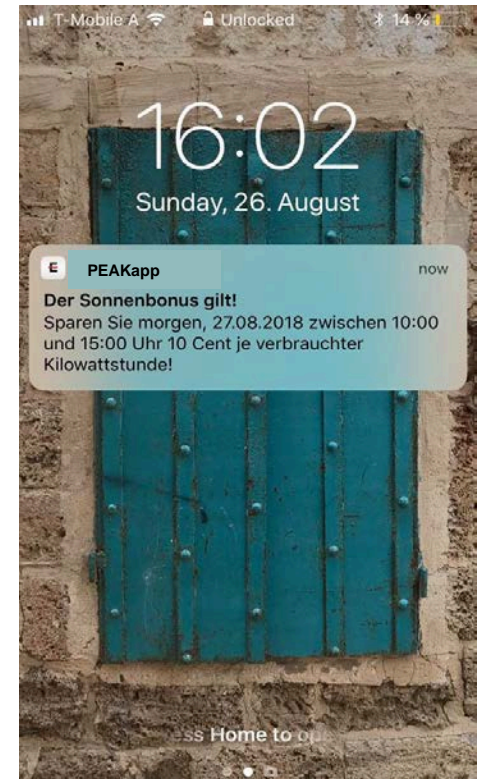 T-Mobile A Unlocked 14 %
16:02
Sunday, 26. August
E PEAKapp now
Der Sonnenbonus gilt!
Sparen Sie morgen, 27.08.2018 zwischen 10:00
und 15:00 Uhr 10 Cent je verbrauchter
Kilowattstunde!
Home to